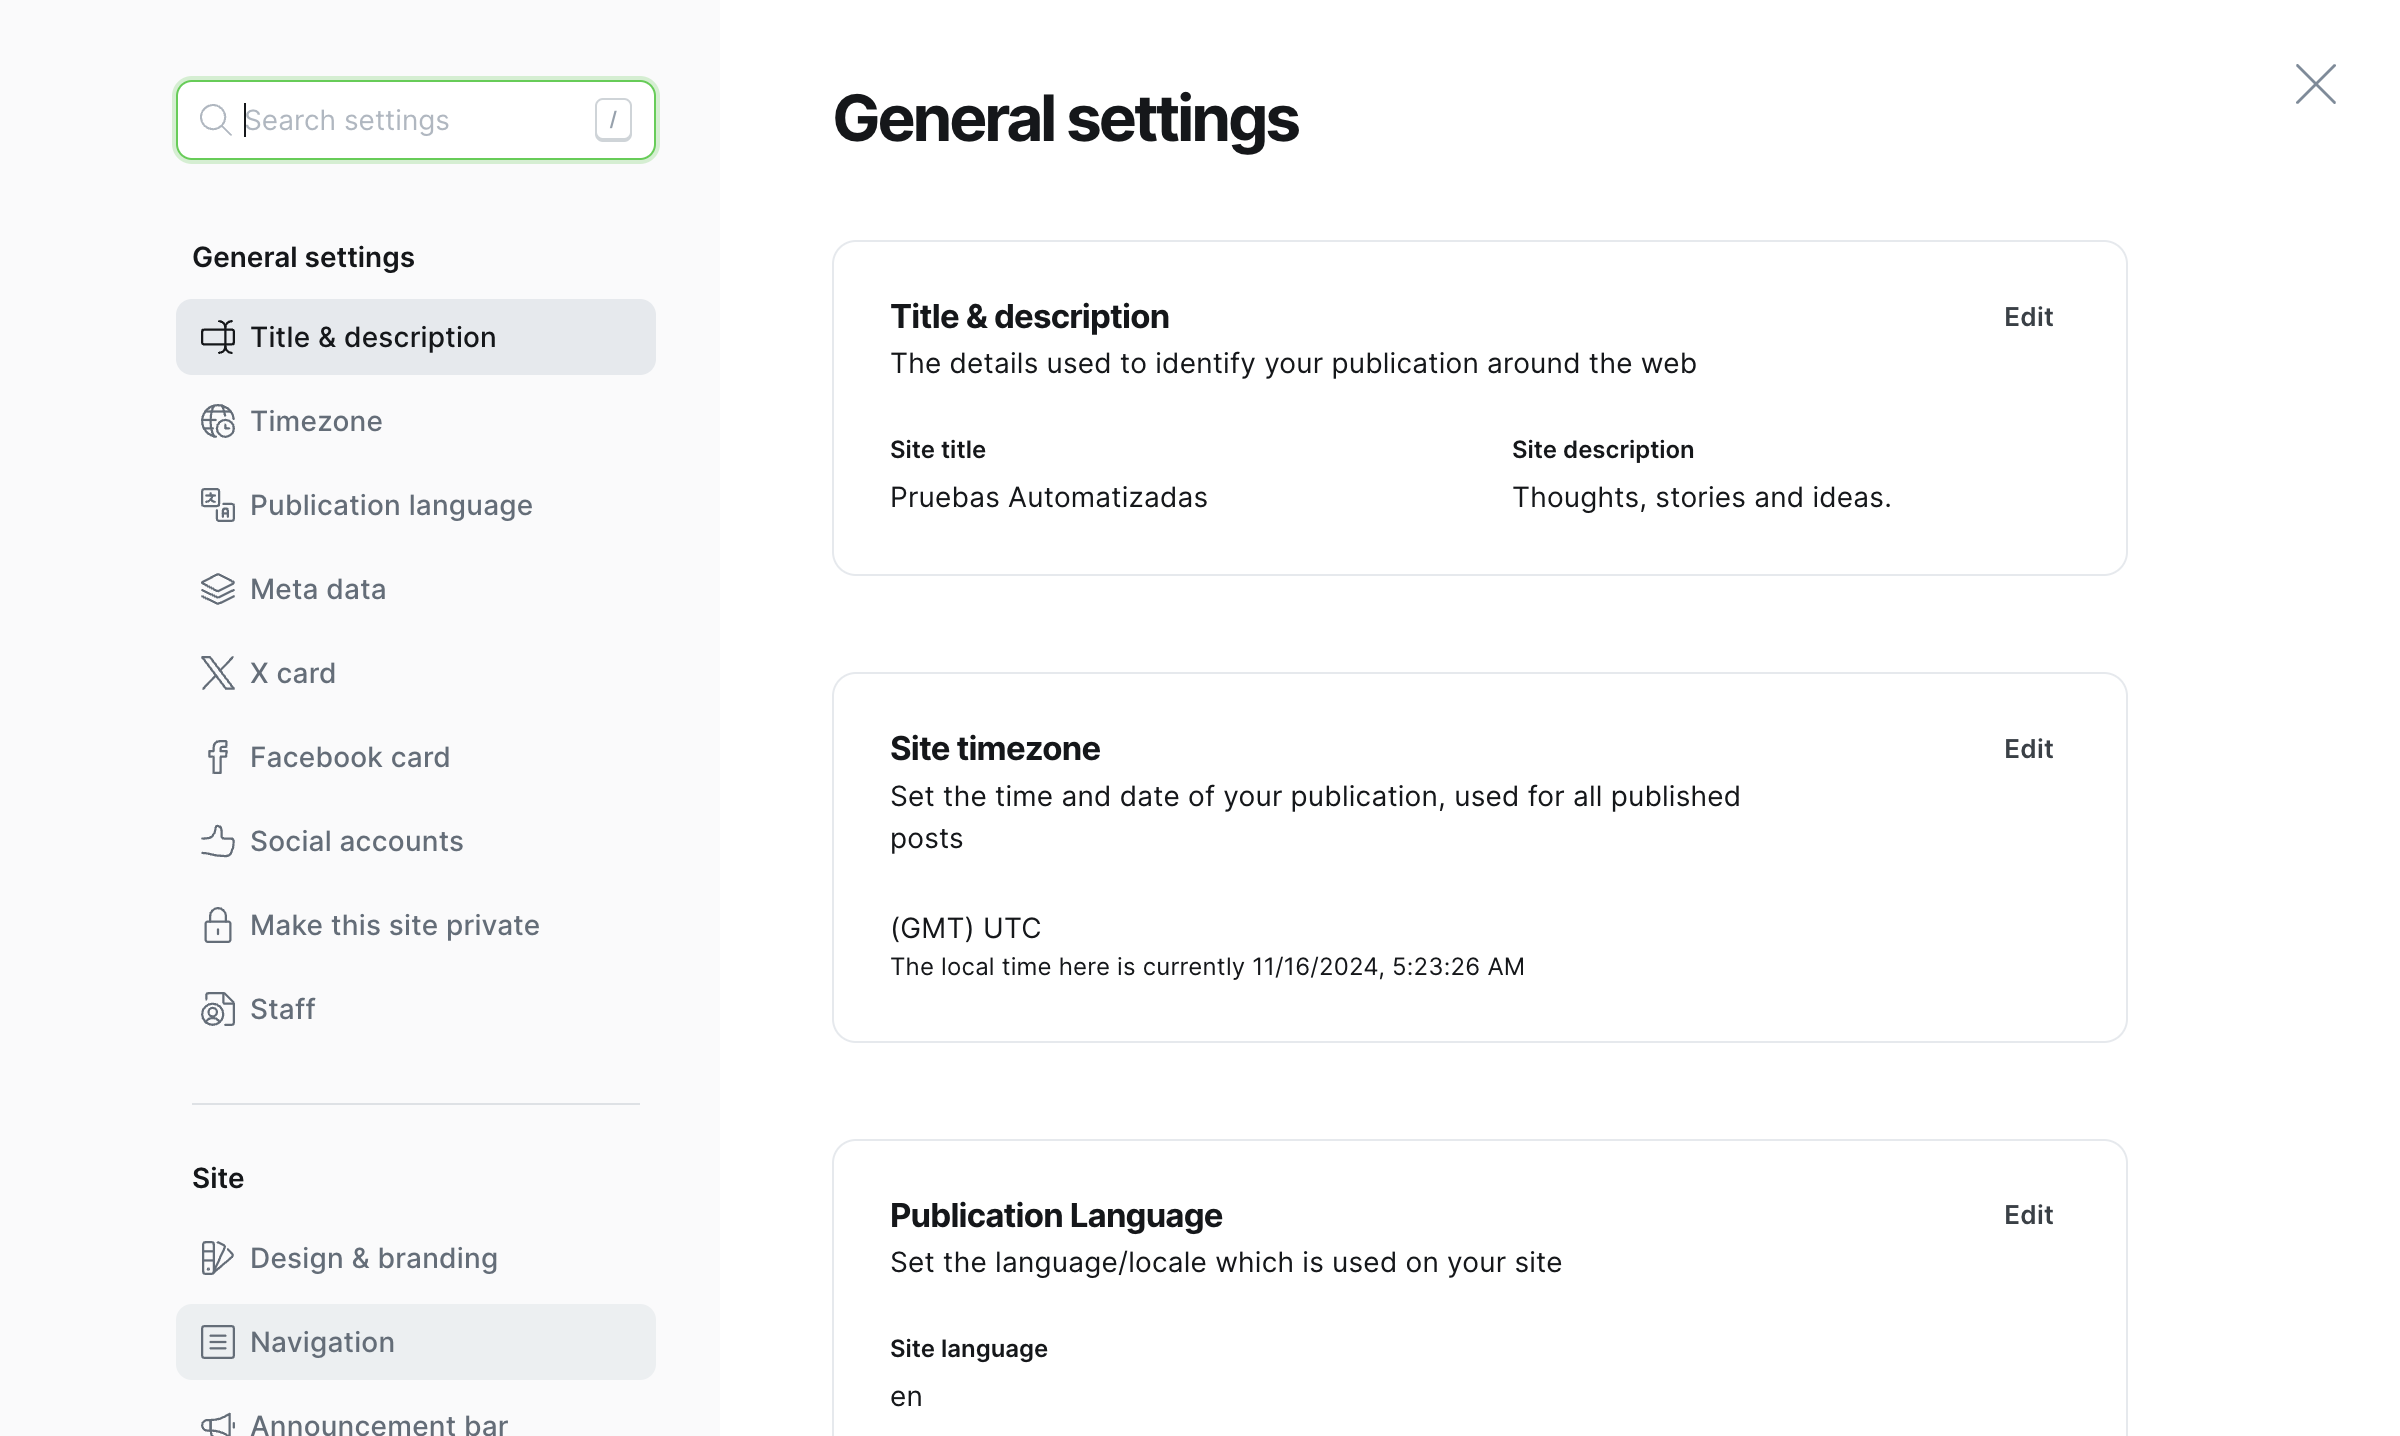 Search settings
/
General settings
Title & description
Timezone
Publication language
Meta data
X card
Facebook card
Social accounts
Make this site private
Staff
Site
Design & branding
Navigation
Announcement bar
General settings
Title & description
Edit
The details used to identify your publication around the web
Site title
Site description
Pruebas Automatizadas
Thoughts, stories and ideas.
Site timezone
Edit
Set the time and date of your publication, used for all published
posts
(GMT) UTC
The local time here is currently 11/16/2024, 5:23:26 AM
Publication Language
Edit
Set the language/locale which is used on your site
Site language
en